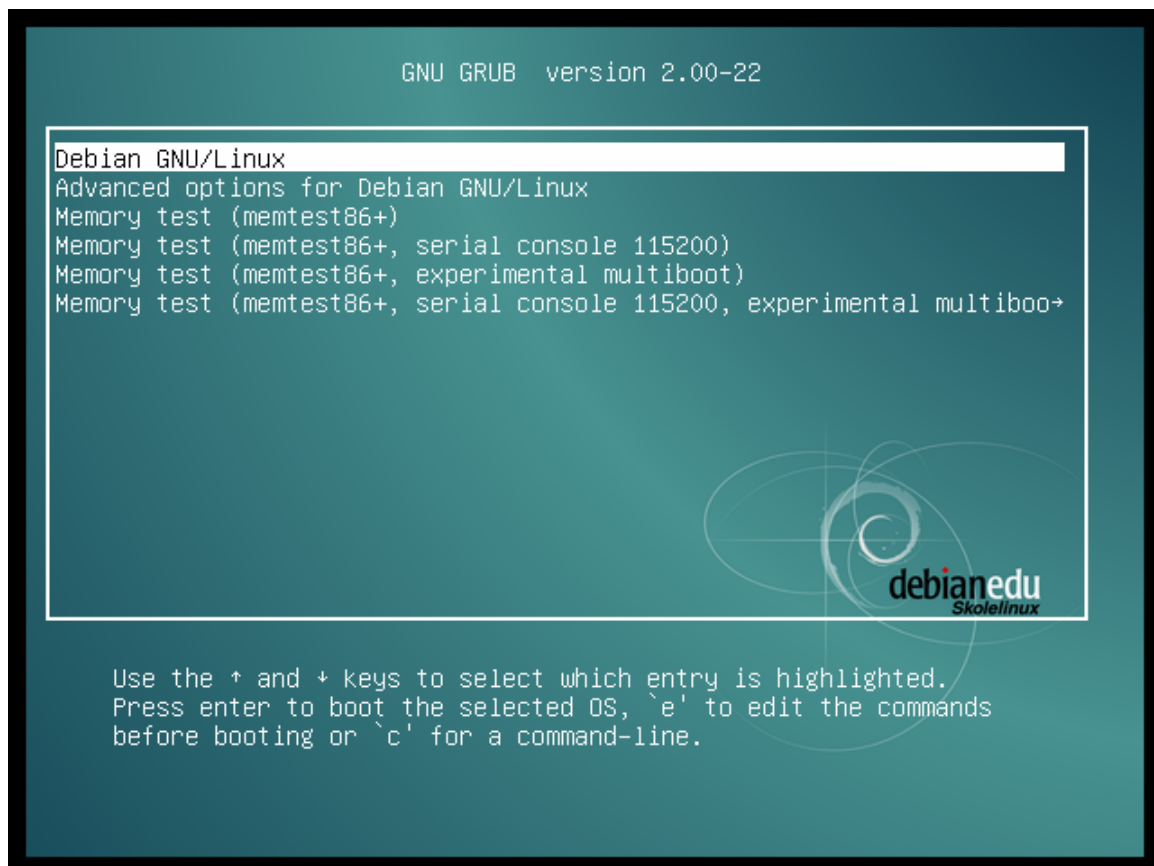 GNU GRUB  version 2.00-22
Debian GNU/Linux
Advanced options for Debian GNU/Linux
Memory test (memtest86+)
Memory test (memtest86+, serial console 115200)
Memory test (memtest86+, experimental multiboot)
Memory test (memtest86+, serial console 115200, experimental multiboo→
debianedu
Skolelinux
Use the ↑ and ↓ keys to select which entry is highlighted.
Press enter to boot the selected OS, `e' to edit the commands
before booting or `c' for a command-line.